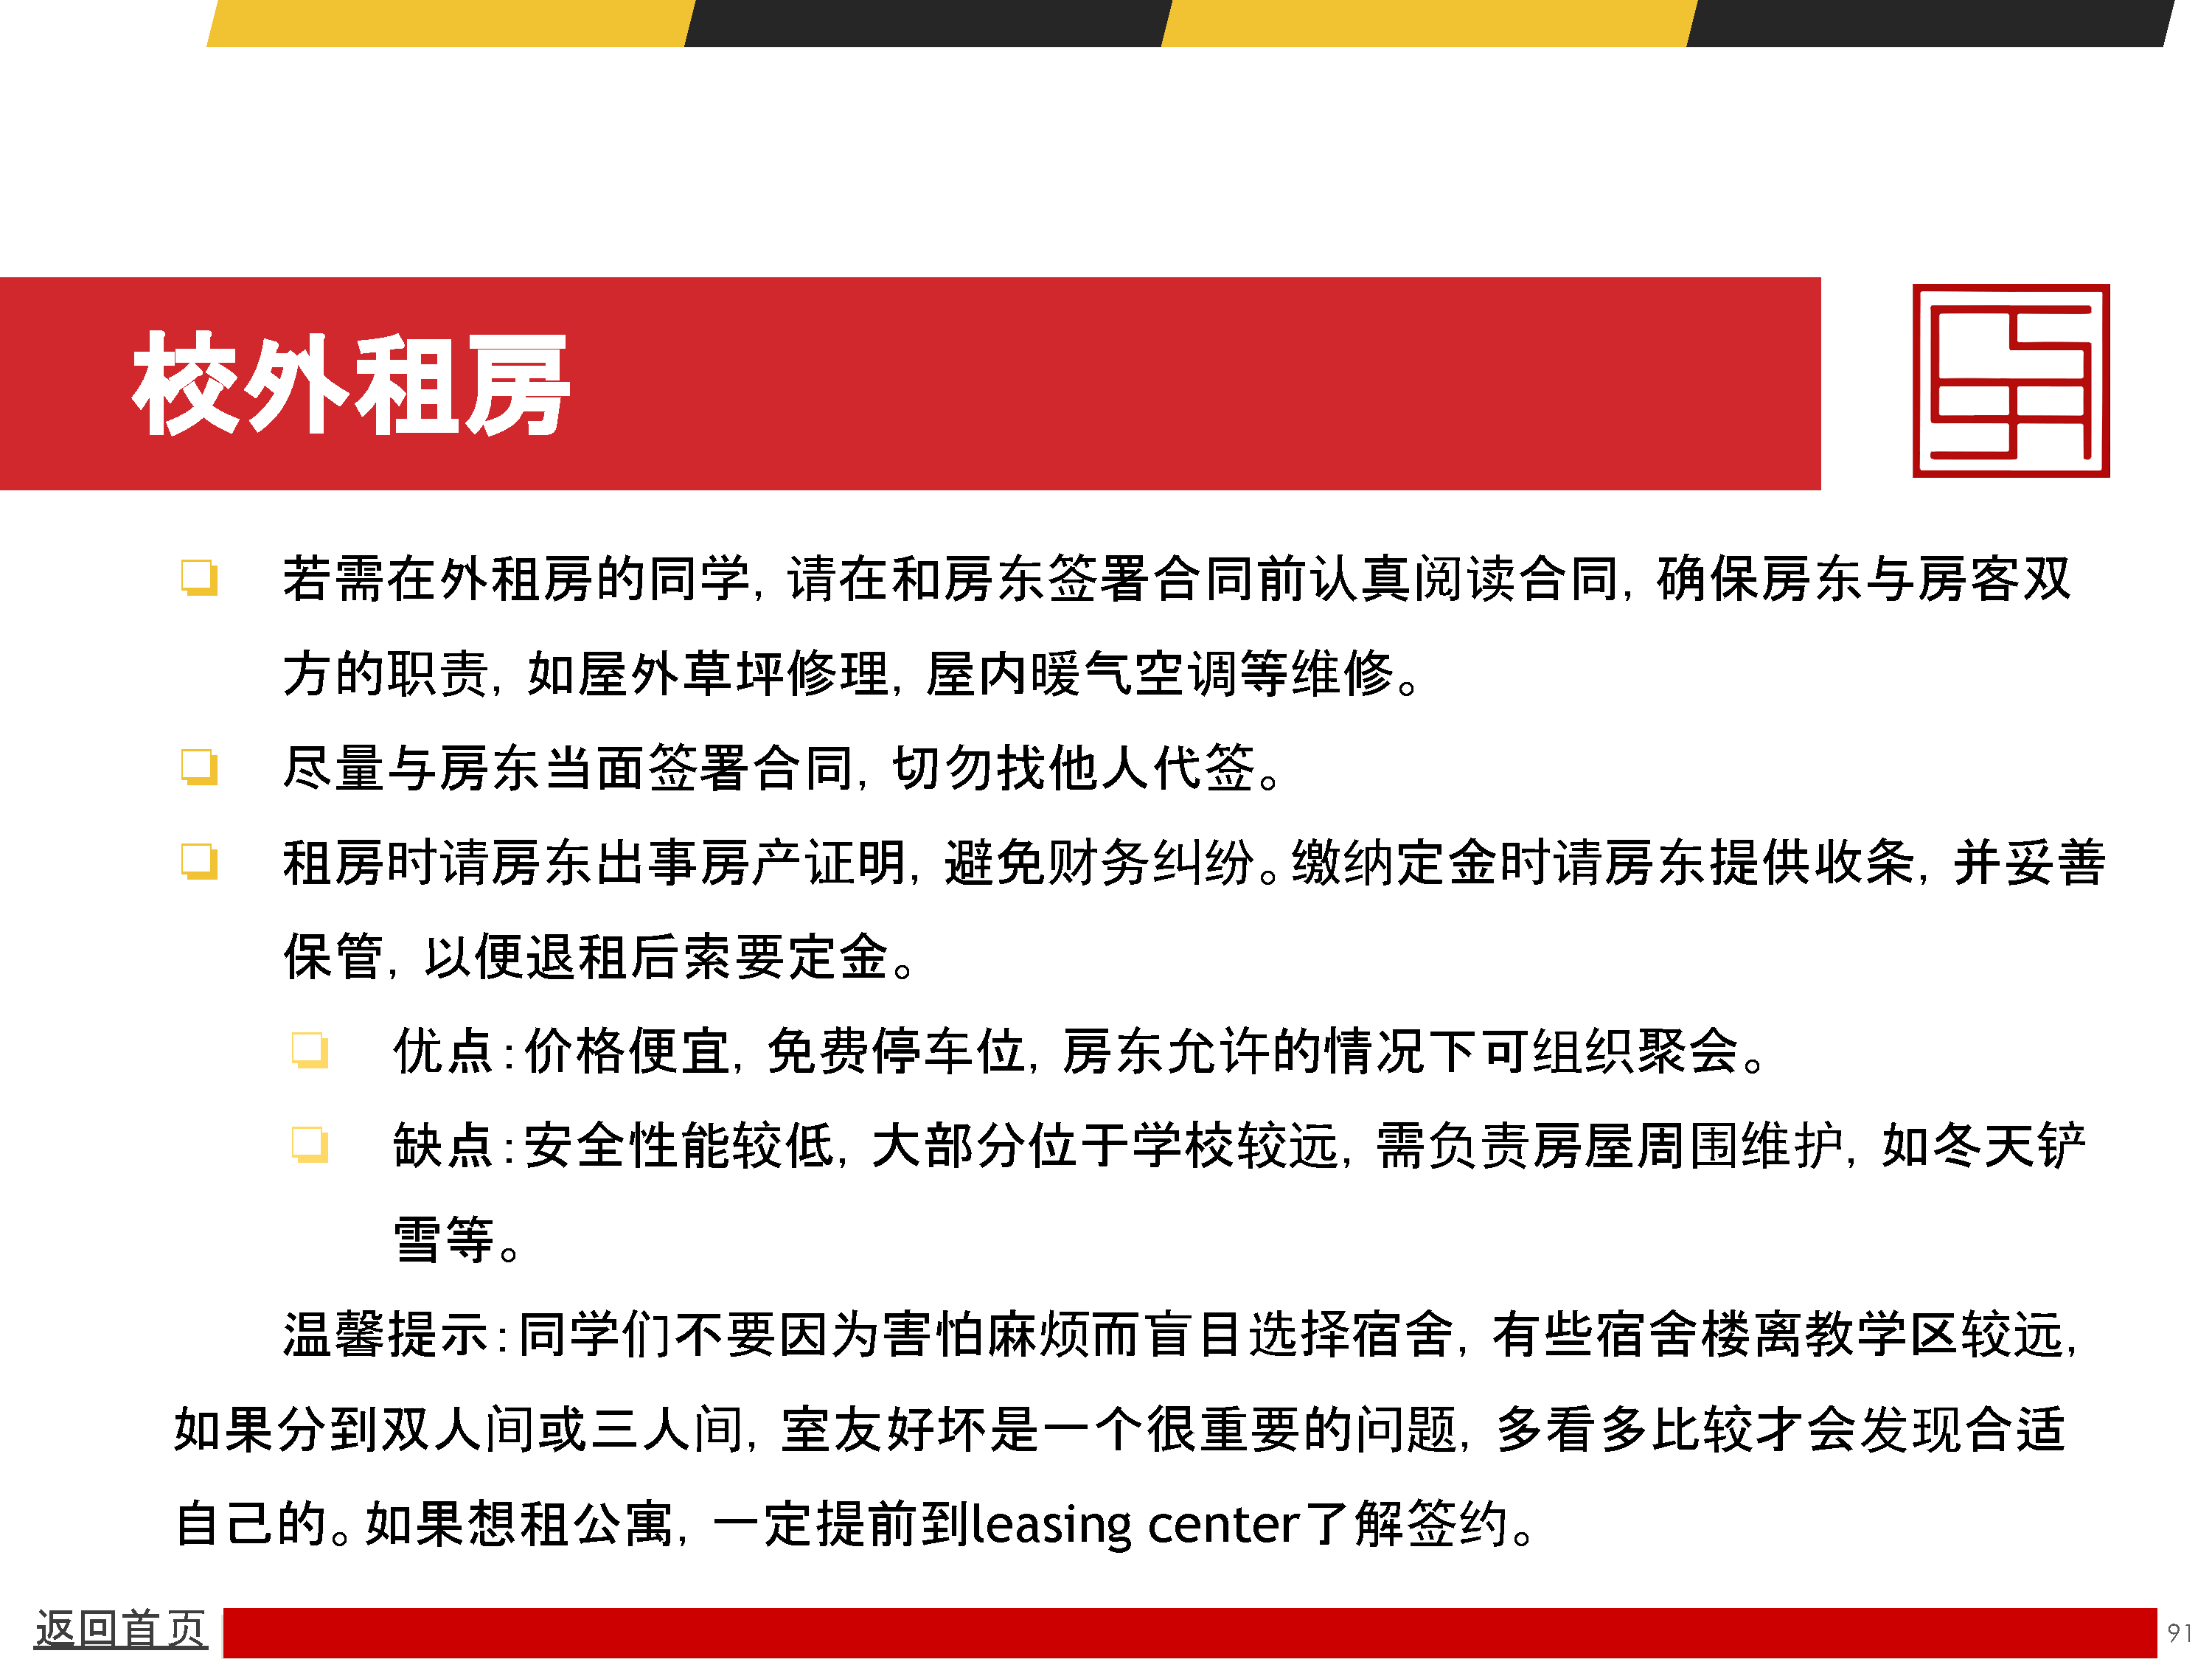 校外租房
若需在外租房的同学，请在和房东签署合同前认真阅读合同，确保房东与房客双
方的职责，如屋外草坪修理，屋内暖气空调等维修。
尽量与房东当面签署合同，切勿找他人代签。
租房时请房东出事房产证明，避免财务纠纷。缴纳定金时请房东提供收条，并妥善
保管，以便退租后索要定金。
优点：价格便宜，免费停车位，房东允许的情况下可组织聚会。
缺点：安全性能较低，大部分位于学校较远，需负责房屋周围维护，如冬天铲
雪等。
温馨提示：同学们不要因为害怕麻烦而盲目选择宿舍，有些宿舍楼离教学区较远，
如果分到双人间或三人间，室友好坏是一个很重要的问题，多看多比较才会发现合适
自己的。如果想租公寓，一定提前到leasing center了解签约。
返回首页
91